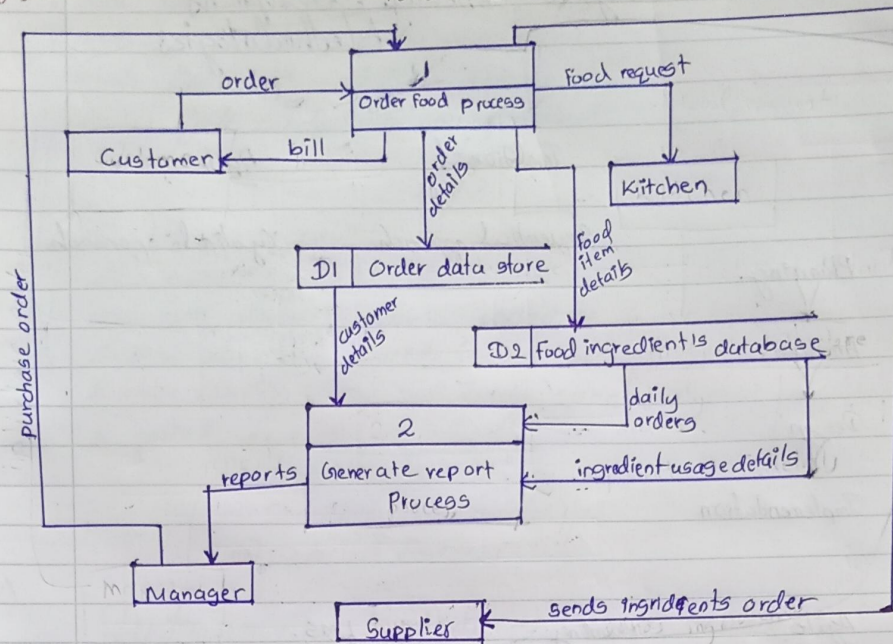 1
order
Food request
Order food process
Customer
bill
order
details
Kitchen
Food
item
details
D1 Order data store
customer
details
D2 Food ingredient's database
purchase order
daily
orders
2
reports
Generate report
Process
ingredient usage details
Manager
sends ingridients order
Supplier